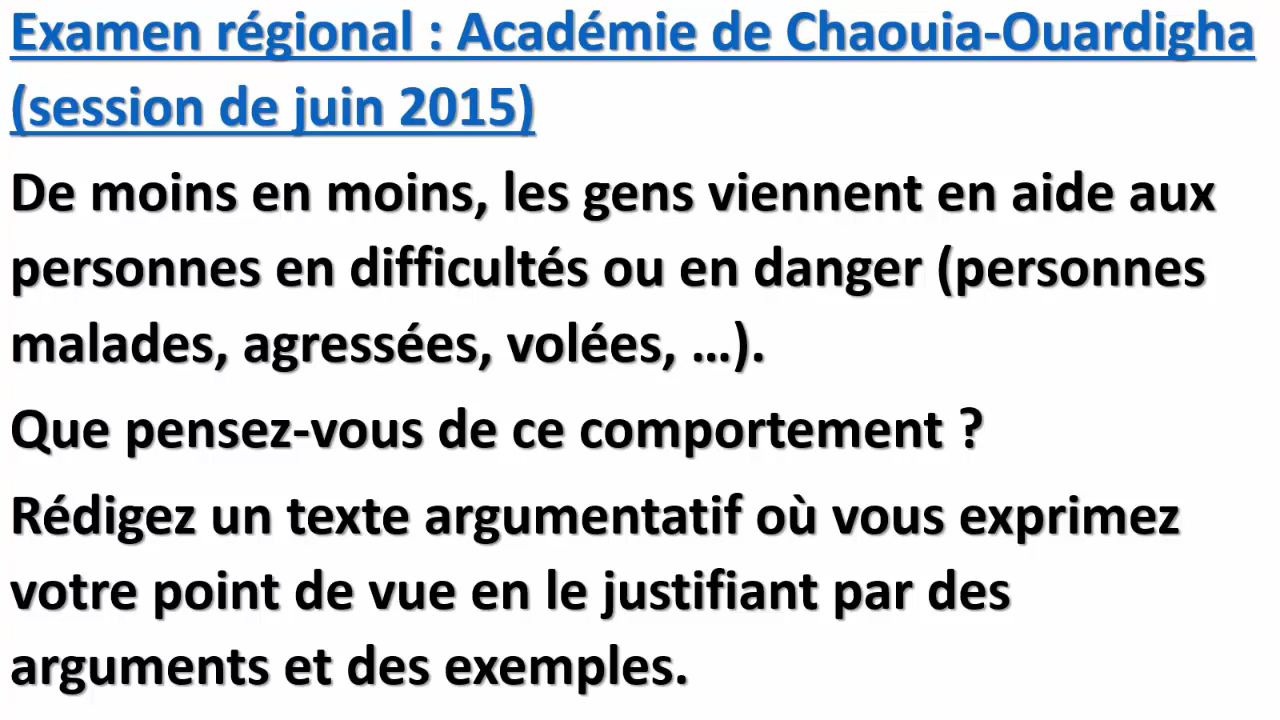 Examen régional : Académie de Chaouia-Ouardigha
(session de juin 2015)
De moins en moins, les gens viennent en aide aux
personnes en difficultés ou en danger (personnes
malades, agressées, volées, …).
Que pensez-vous de ce comportement ?
Rédigez un texte argumentatif où vous exprimez
votre point de vue en le justifiant par des
arguments et des exemples.